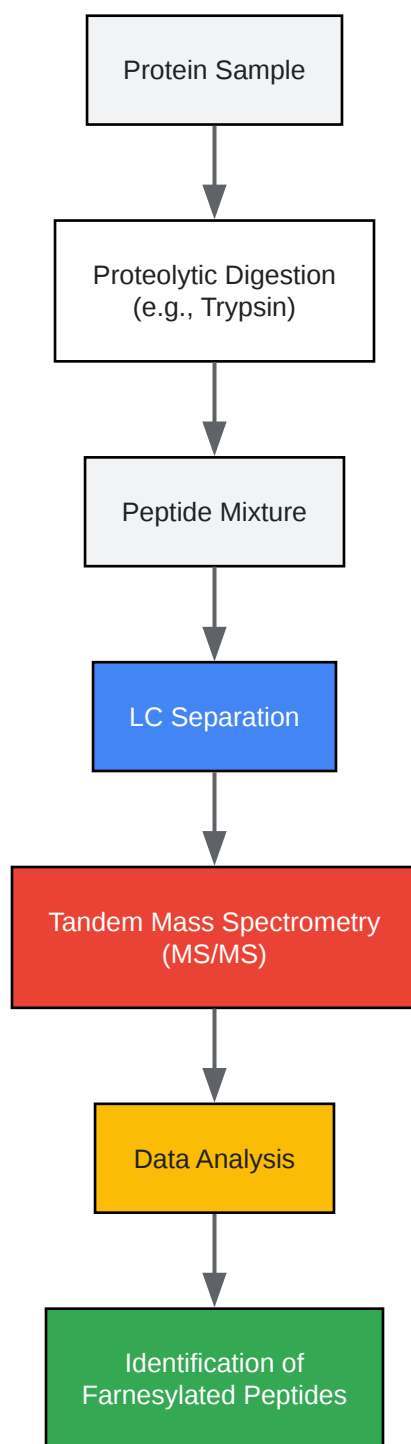 Protein Sample
Proteolytic Digestion
(e.g., Trypsin)
Peptide Mixture
LC Separation
Tandem Mass Spectrometry
(MS/MS)
Data Analysis
Identification of
Farnesylated Peptides